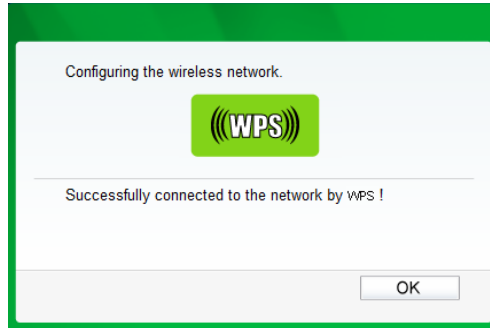 Configuring the wireless network.
(((WPS)))
Successfully connected to the network by WPS !
OK